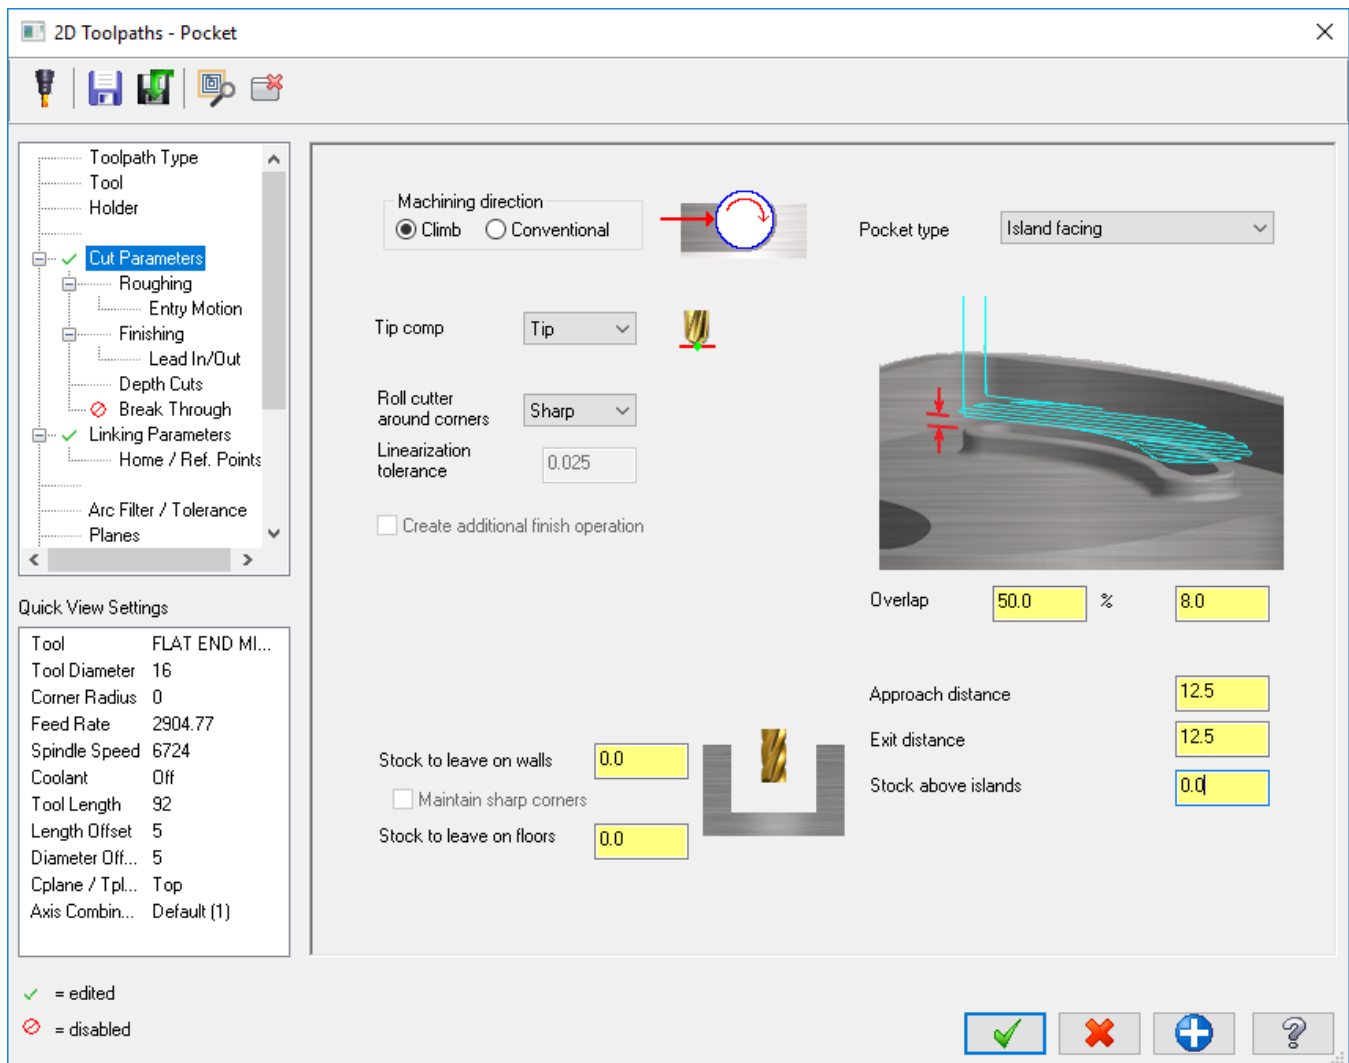 2D Toolpaths - Pocket
Toolpath Type
Tool
Holder
Cut Parameters
Roughing
Entry Motion
Finishing
Lead In/Out
Depth Cuts
Break Through
Linking Parameters
Home / Ref. Points
Arc Filter / Tolerance
Planes
Quick View Settings
Tool FLAT END MI...
Tool Diameter 16
Corner Radius 0
Feed Rate 2904.77
Spindle Speed 6724
Coolant Off
Tool Length 92
Length Offset 5
Diameter Off... 5
Cplane / Tpl... Top
Axis Combin... Default (1)
= edited
= disabled
Machining direction
Climb Conventional
Tip comp Tip
Roll cutter
around corners Sharp
Linearization
tolerance 0.025
Create additional finish operation
Stock to leave on walls 0.0
Maintain sharp corners
Stock to leave on floors 0.0
Pocket type Island facing
Overlap 50.0 % 8.0
Approach distance 12.5
Exit distance 12.5
Stock above islands 0.0